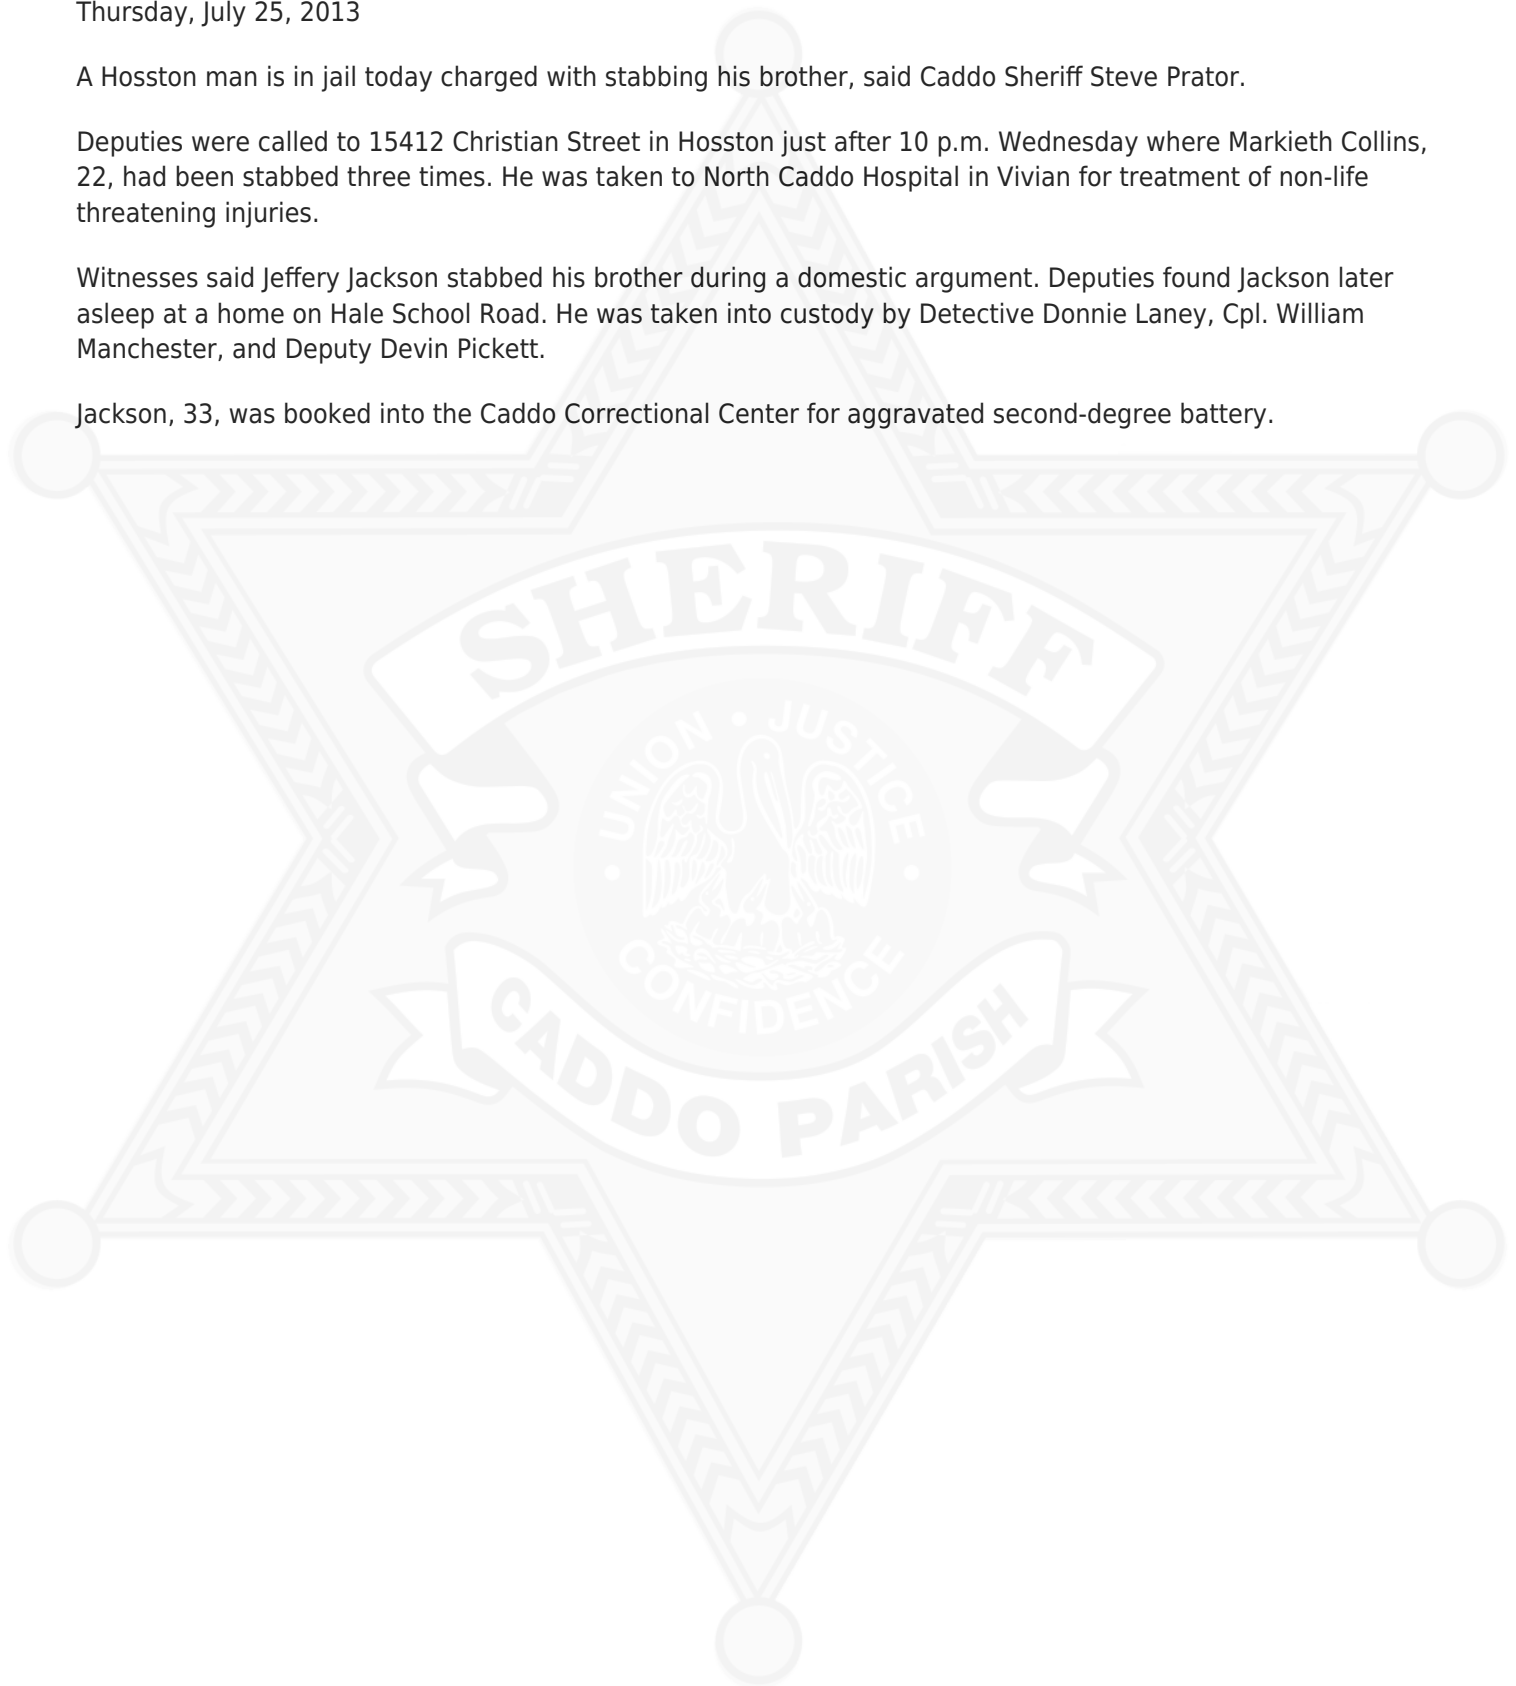 Thursday, July 25, 2013
A Hosston man is in jail today charged with stabbing his brother, said Caddo Sheriff Steve Prator.
Deputies were called to 15412 Christian Street in Hosston just after 10 p.m. Wednesday where Markieth Collins,
22, had been stabbed three times. He was taken to North Caddo Hospital in Vivian for treatment of non-life
threatening injuries.
Witnesses said Jeffery Jackson stabbed his brother during a domestic argument. Deputies found Jackson later
asleep at a home on Hale School Road. He was taken into custody by Detective Donnie Laney, Cpl. William
Manchester, and Deputy Devin Pickett.
Jackson, 33, was booked into the Caddo Correctional Center for aggravated second-degree battery.
SHERIFF
UNION • JUSTICE
• CONFIDENCE •
CADDO PARISH